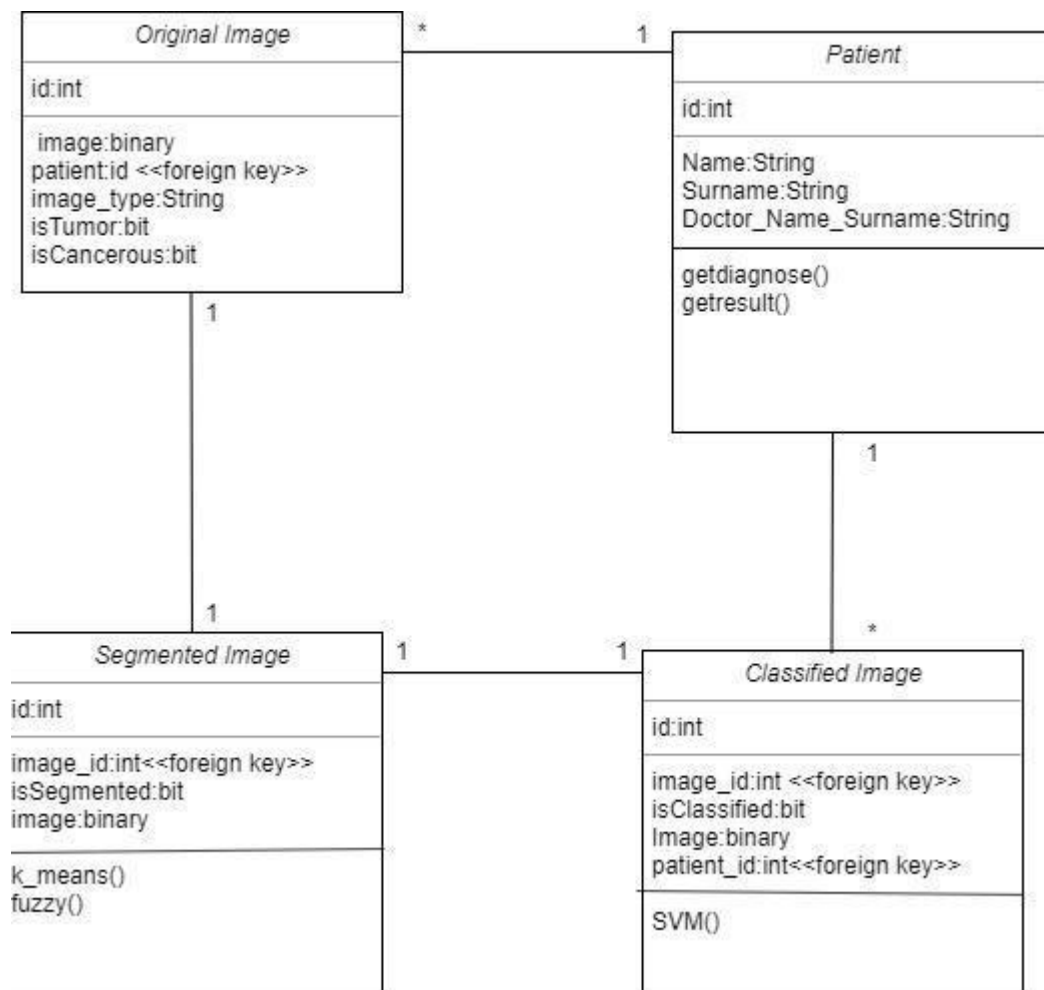 Original Image
id:int
image:binary
patient:id <<foreign key>>
image_type:String
isTumor:bit
isCancerous:bit
*
1
Patient
id:int
Name:String
Surname:String
Doctor_Name_Surname:String
getdiagnose()
getresult()
1
1
1
*
Segmented Image
id:int
image_id:int<<foreign key>>
isSegmented:bit
image:binary
k_means()
fuzzy()
1
1
Classified Image
id:int
image_id:int <<foreign key>>
isClassified:bit
Image:binary
patient_id:int<<foreign key>>
SVM()